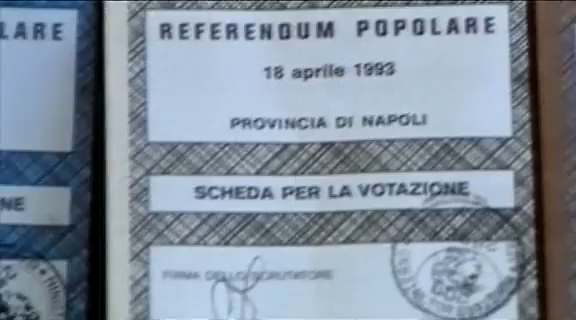 LARE
REFERENDUM POPOLARE
18 aprile 1993
PROVINCIA DI NAPOLI
NE
SCHEDA PER LA VOTAZIONE
FIRMA DELLO SCRUTATORE